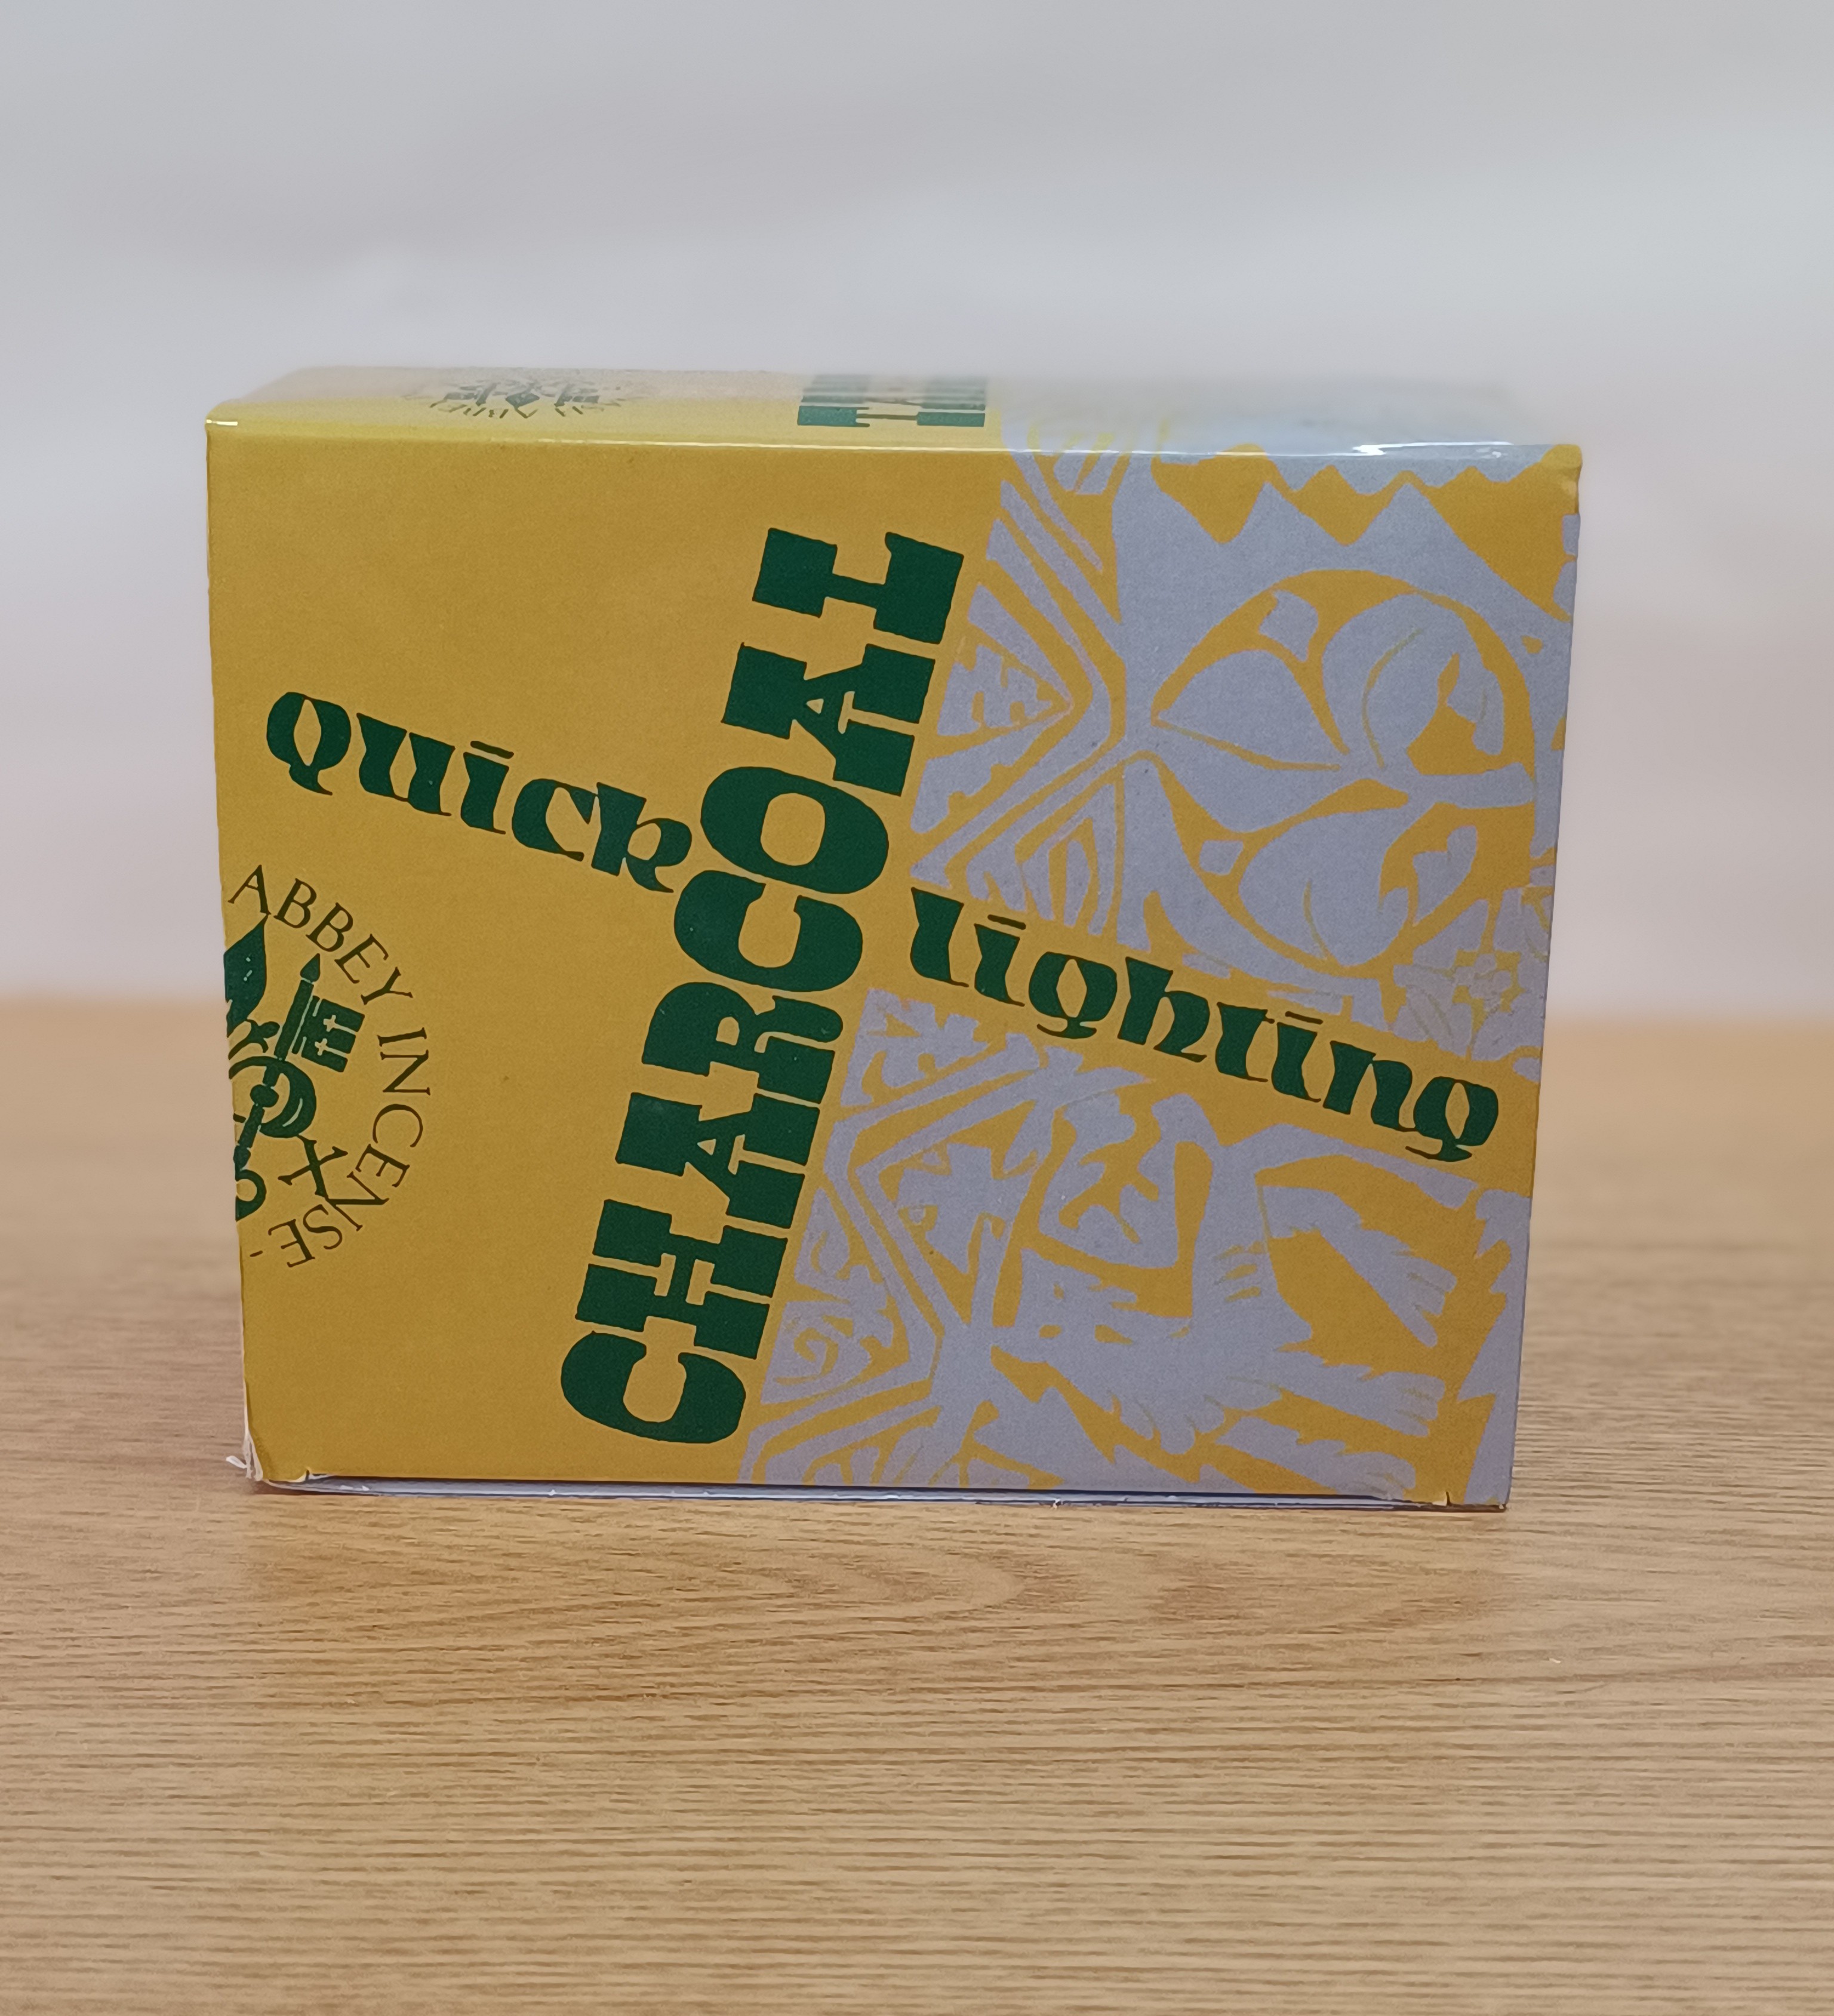 quick
CHARCOAL
lighting
ABBEY INCENSE -